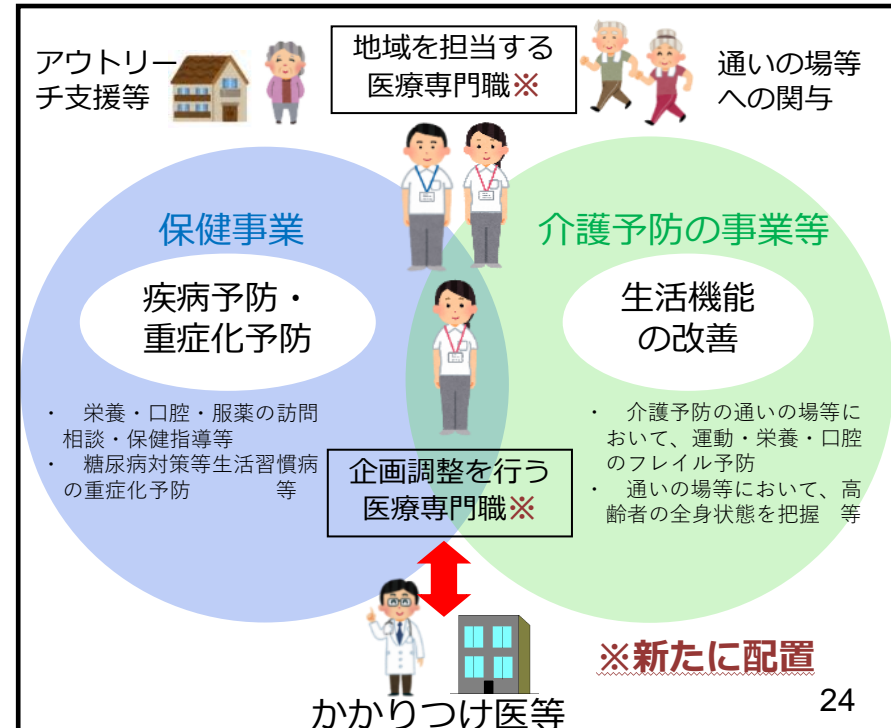 アウトリー
チ支援等
地域を担当する
医療専門職※
通いの場等
への関与
保健事業
疾病予防・
重症化予防
・　栄養・口腔・服薬の訪問
相談・保健指導等
・　糖尿病対策等生活習慣病
の重症化予防　　　等
介護予防の事業等
生活機能
の改善
・　介護予防の通いの場等に
おいて、運動・栄養・口腔
のフレイル予防
・　通いの場等において、高
齢者の全身状態を把握　等
企画調整を行う
医療専門職※
かかりつけ医等
※新たに配置
24